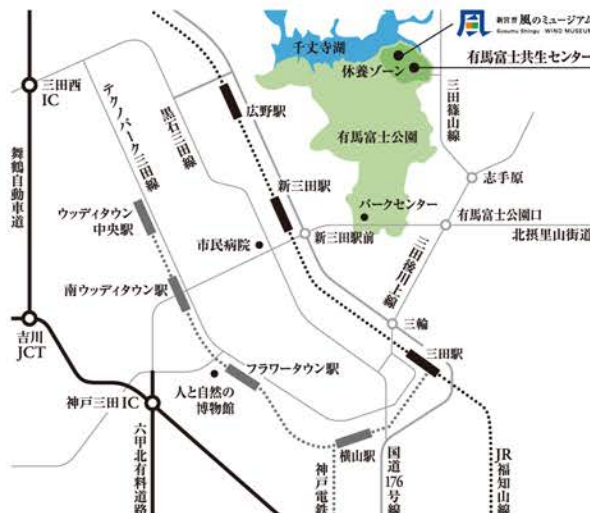 新宮晋 風のミュージアム
Susumu Shingu WIND MUSEUM
千丈寺湖
休養ゾーン
有馬富士共生センター
三田西
IC
テクノパーク三田線
黒石三田線
広野駅
有馬富士公園
三田篠山線
志手原
舞鶴自動車道
新三田駅
パークセンター
有馬富士公園口
ウッディタウン
中央駅
市民病院
新三田駅前
北摂里山街道
南ウッディタウン駅
三田後川上線
吉川
JCT
三輪
三田駅
フラワータウン駅
人と自然の
博物館
神戸三田IC
横山駅
六甲北有料道路
神戸電鉄
国道176号線
JR福知山線